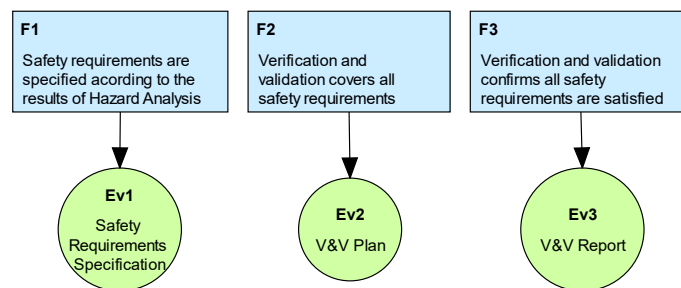 F1
Safety requirements are
specified acording to the
results of Hazard Analysis
F2
Verification and
validation covers all
safety requirements
F3
Verification and validation
confirms all safety
requirements are satisfied
Ev1
Safety
Requirements
Specification
Ev2
V&V Plan
Ev3
V&V Report